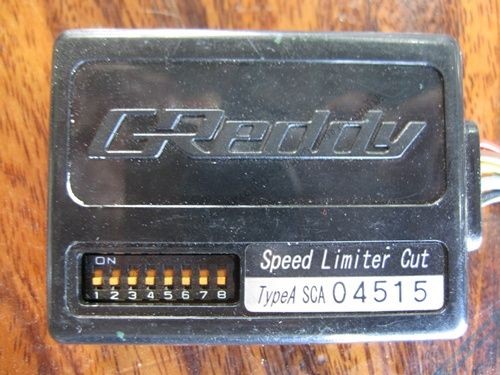 GReddy
ON
1 2 3 4 5 6 7 8
Speed Limiter Cut
TypeA SCA 04515